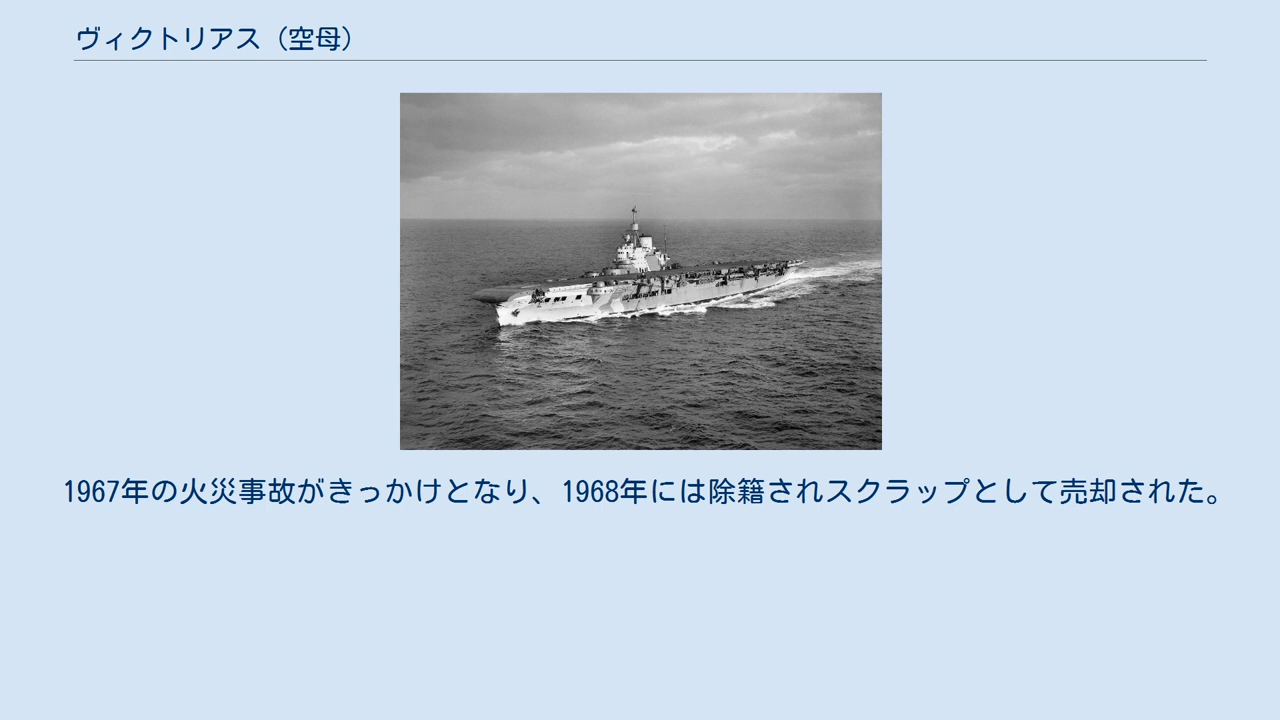 ヴィクトリアス（空母）
1967年の火災事故がきっかけとなり、1968年には除籍されスクラップとして売却された。